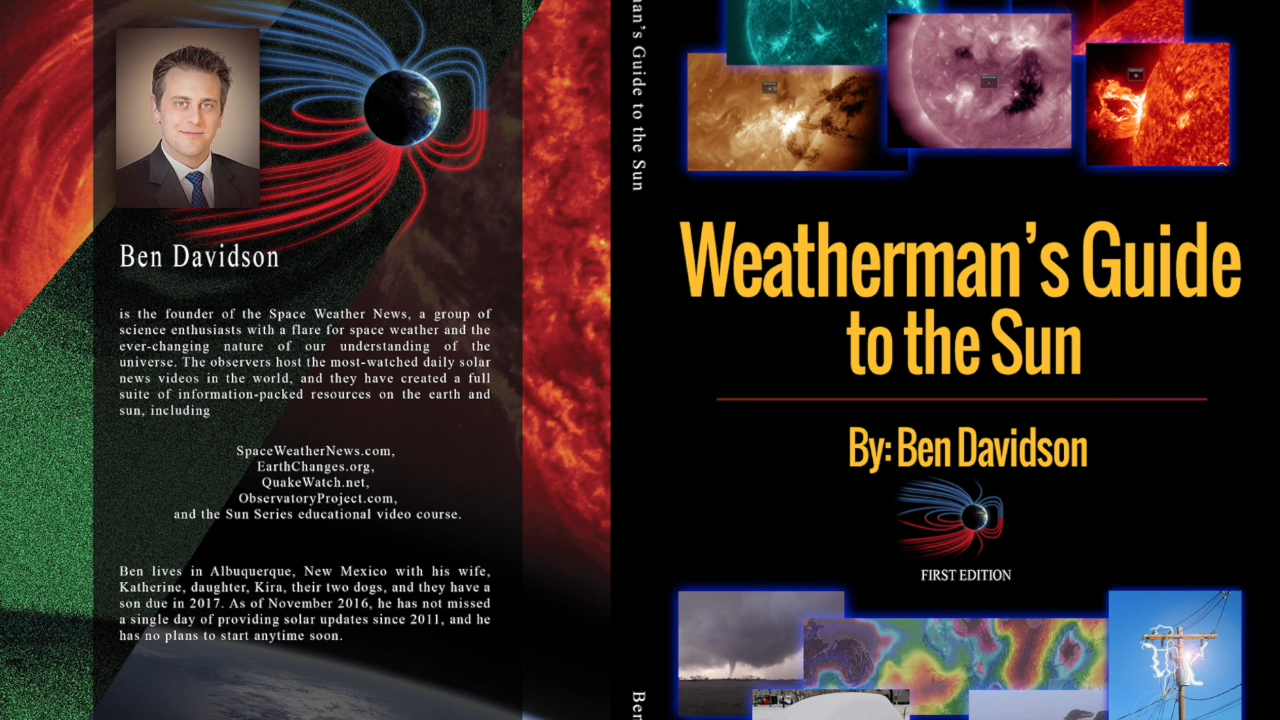 Ben Davidson
is the founder of the Space Weather News, a group of
science enthusiasts with a flare for space weather and the
ever-changing nature of our understanding of the
universe. The observers host the most-watched daily solar
news videos in the world, and they have created a full
suite of information-packed resources on the earth and
sun, including
SpaceWeatherNews.com,
EarthChanges.org,
QuakeWatch.net,
ObservatoryProject.com,
and the Sun Series educational video course.
Ben lives in Albuquerque, New Mexico with his wife,
Katherine, daughter, Kira, their two dogs, and they have a
son due in 2017. As of November 2016, he has not missed
a single day of providing solar updates since 2011, and he
has no plans to start anytime soon.
man's Guide to the Sun
Ben
Weatherman's Guide
to the Sun
By: Ben Davidson
FIRST EDITION